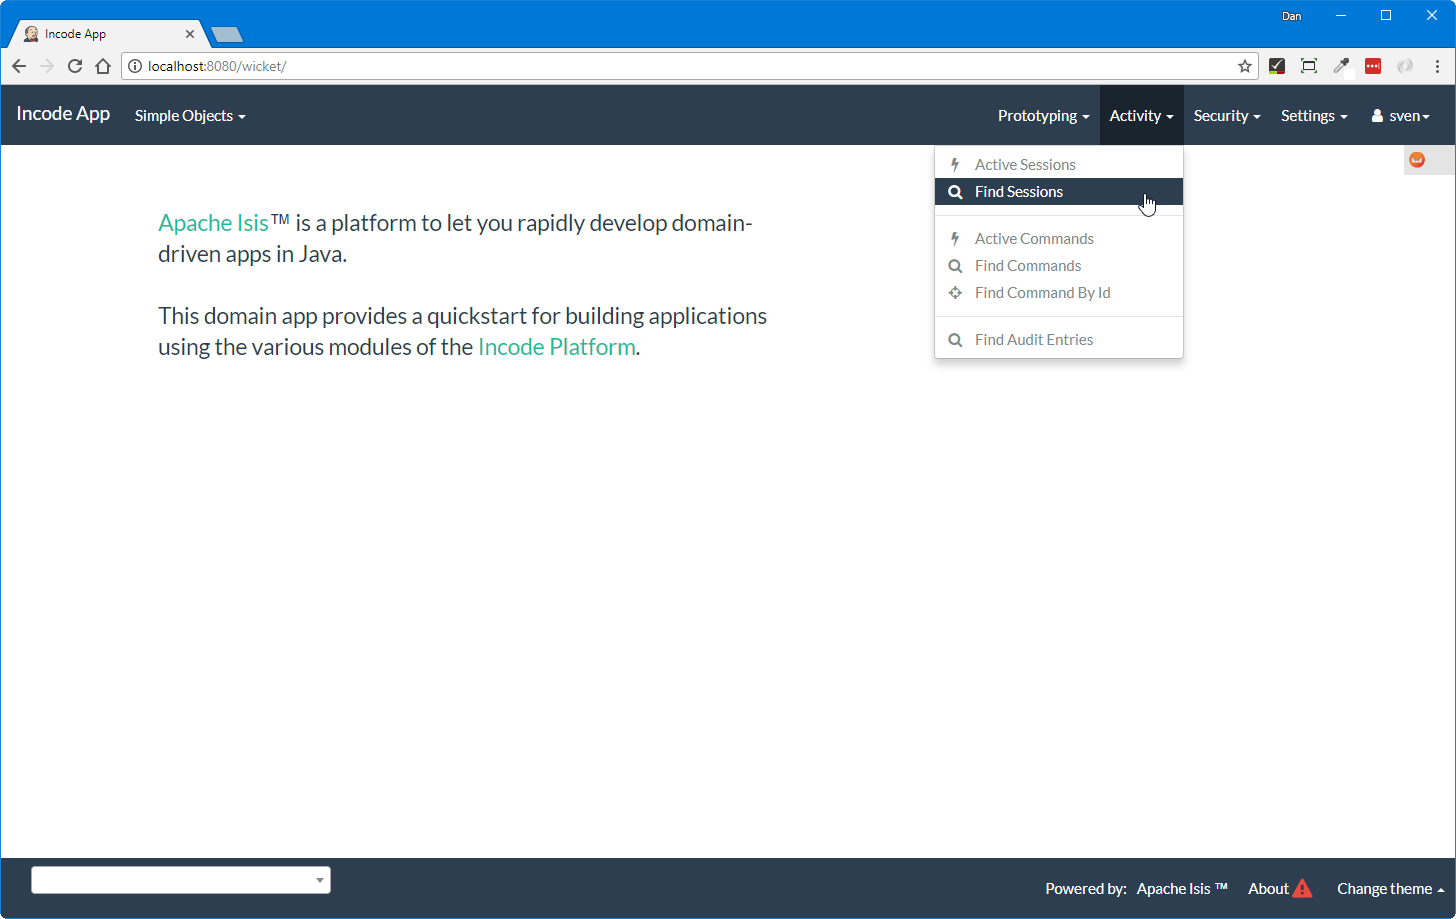 Dan
Incode App
localhost:8080/wicket/
Incode App Simple Objects Prototyping Activity Security Settings sven
Active Sessions
Find Sessions
Active Commands
Find Commands
Find Command By Id
Find Audit Entries
Apache Isis™ is a platform to let you rapidly develop domain-
driven apps in Java.
This domain app provides a quickstart for building applications
using the various modules of the Incode Platform.
Powered by: Apache Isis ™ About Change theme